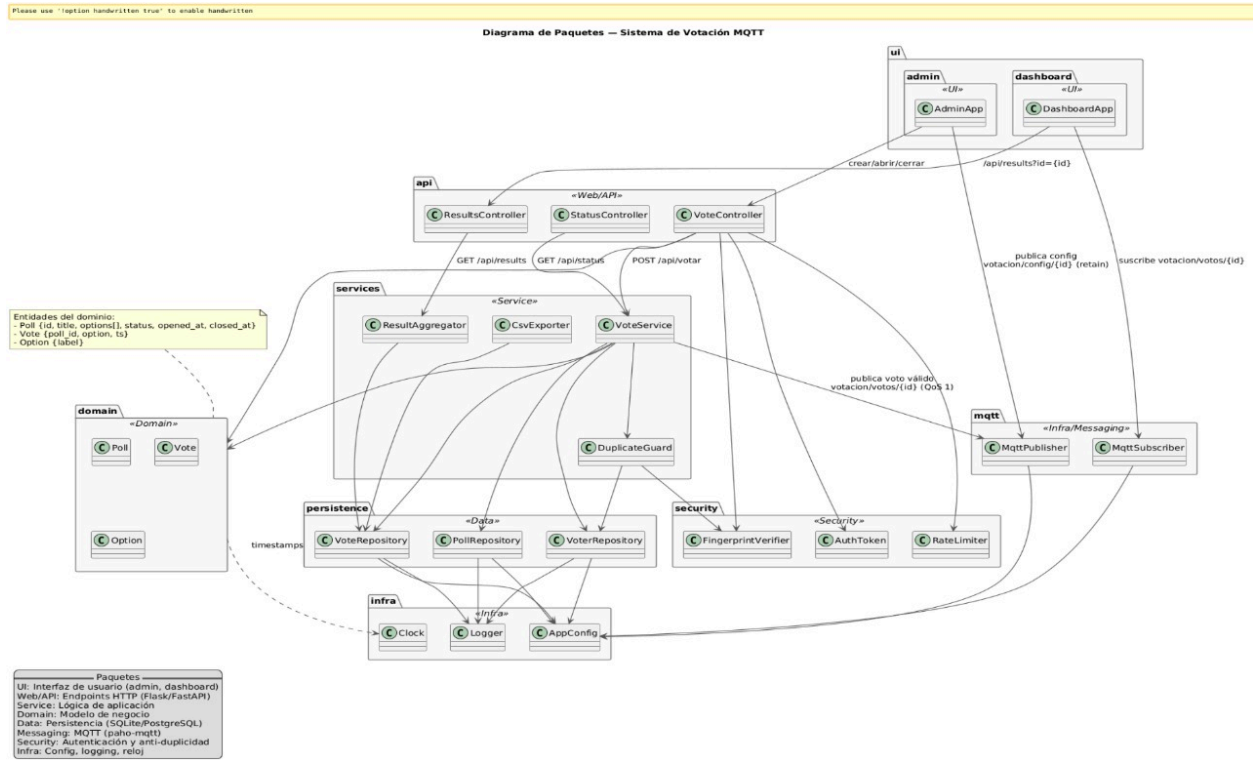 Please use '!option handwritten true' to enable handwritten
Diagrama de Paquetes — Sistema de Votación MQTT
ui
admin
dashboard
«UI»
«UI»
AdminApp
DashboardApp
crear/abrir/cerrar
/api/results?id={id}
api
«Web/API»
ResultsController
StatusController
VoteController
publica config
votacion/config/{id} (retain)
suscribe votacion/votos/{id}
GET /api/results
GET /api/status
POST /api/votar
services
«Service»
ResultAggregator
CsvExporter
VoteService
Entidades del dominio:
- Poll {id, title, options[], status, opened_at, closed_at}
- Vote {poll_id, option, ts}
- Option {label}
publica voto válido
votacion/votos/{id} (QoS 1)
domain
«Domain»
Poll
Vote
Option
DuplicateGuard
mqtt
«Infra/Messaging»
MqttPublisher
MqttSubscriber
persistence
«Data»
VoteRepository
PollRepository
VoterRepository
security
«Security»
FingerprintVerifier
AuthToken
RateLimiter
timestamps
infra
«Infra»
Clock
Logger
AppConfig
Paquetes
UI: Interfaz de usuario (admin, dashboard)
Web/API: Endpoints HTTP (Flask/FastAPI)
Service: Lógica de aplicación
Domain: Modelo de negocio
Data: Persistencia (SQLite/PostgreSQL)
Messaging: MQTT (paho-mqtt)
Security: Autenticación y anti-duplicidad
Infra: Config, logging, reloj